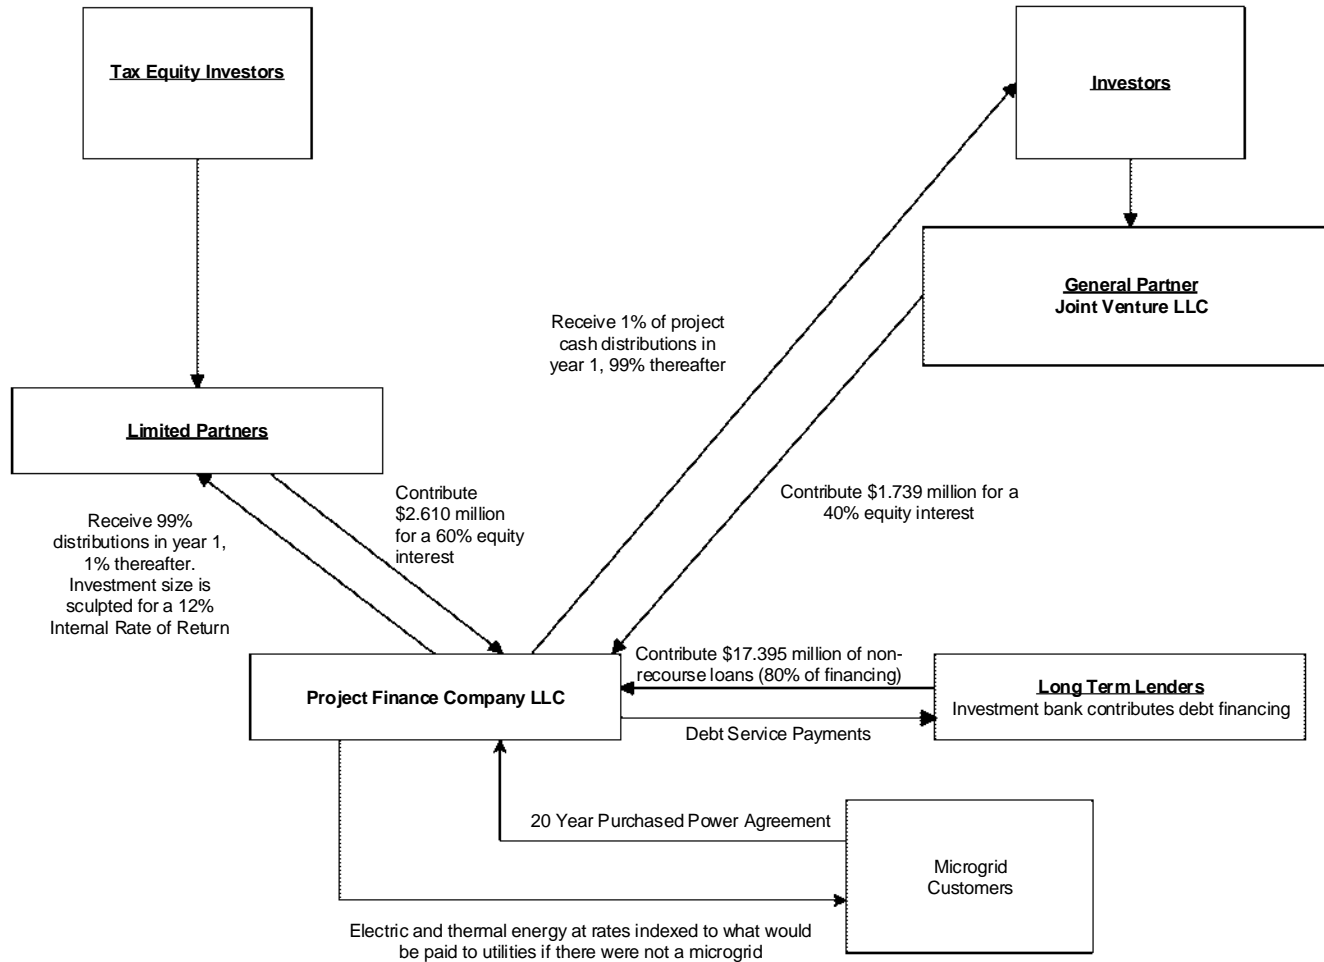 Tax Equity Investors
Investors
General Partner
Joint Venture LLC
Receive 1% of project
cash distributions in
year 1, 99% thereafter
Limited Partners
Contribute
$2.610 million
for a 60% equity
interest
Contribute $1.739 million for a
40% equity interest
Receive 99%
distributions in year 1,
1% thereafter.
Investment size is
sculpted for a 12%
Internal Rate of Return
Contribute $17.395 million of non-
recourse loans (80% of financing)
Project Finance Company LLC
Long Term Lenders
Investment bank contributes debt financing
Debt Service Payments
20 Year Purchased Power Agreement
Microgrid
Customers
Electric and thermal energy at rates indexed to what would
be paid to utilities if there were not a microgrid